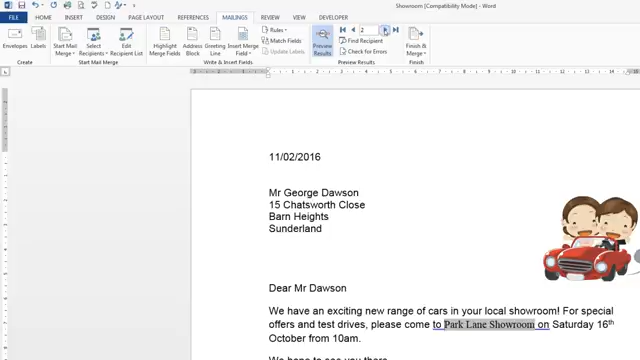 Showroom [Compatibility Mode] - Word
FILE HOME INSERT DESIGN PAGE LAYOUT REFERENCES MAILINGS REVIEW VIEW DEVELOPER
Envelopes Labels
Create
Start Mail Merge
Select Recipients
Edit Recipients
Start Mail Merge
Highlight Merge Fields
Address Block
Greeting Line
Insert Merge Field
Rules
Match Fields
Update Labels
Write & Insert Fields
Preview Results
2
Find Recipient
Check for Errors
Preview Results
Finish & Merge
Finish
11/02/2016
Mr George Dawson
15 Chatsworth Close
Barn Heights
Sunderland
Dear Mr Dawson
We have an exciting new range of cars in your local showroom! For special
offers and test drives, please come to Park Lane Showroom on Saturday 16th
October from 10am.
We hope to see you there